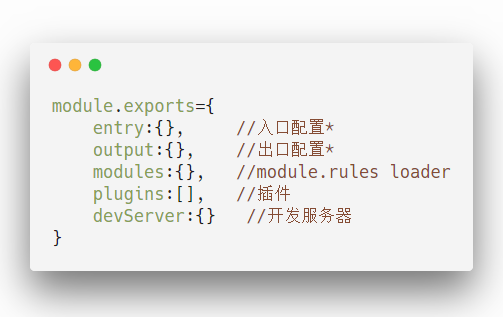 module.exports={
    entry:{},     //入口配置*
    output:{},    //出口配置*
    modules:{},   //module.rules loader
    plugins:[],   //插件
    devServer:{}   //开发服务器
}